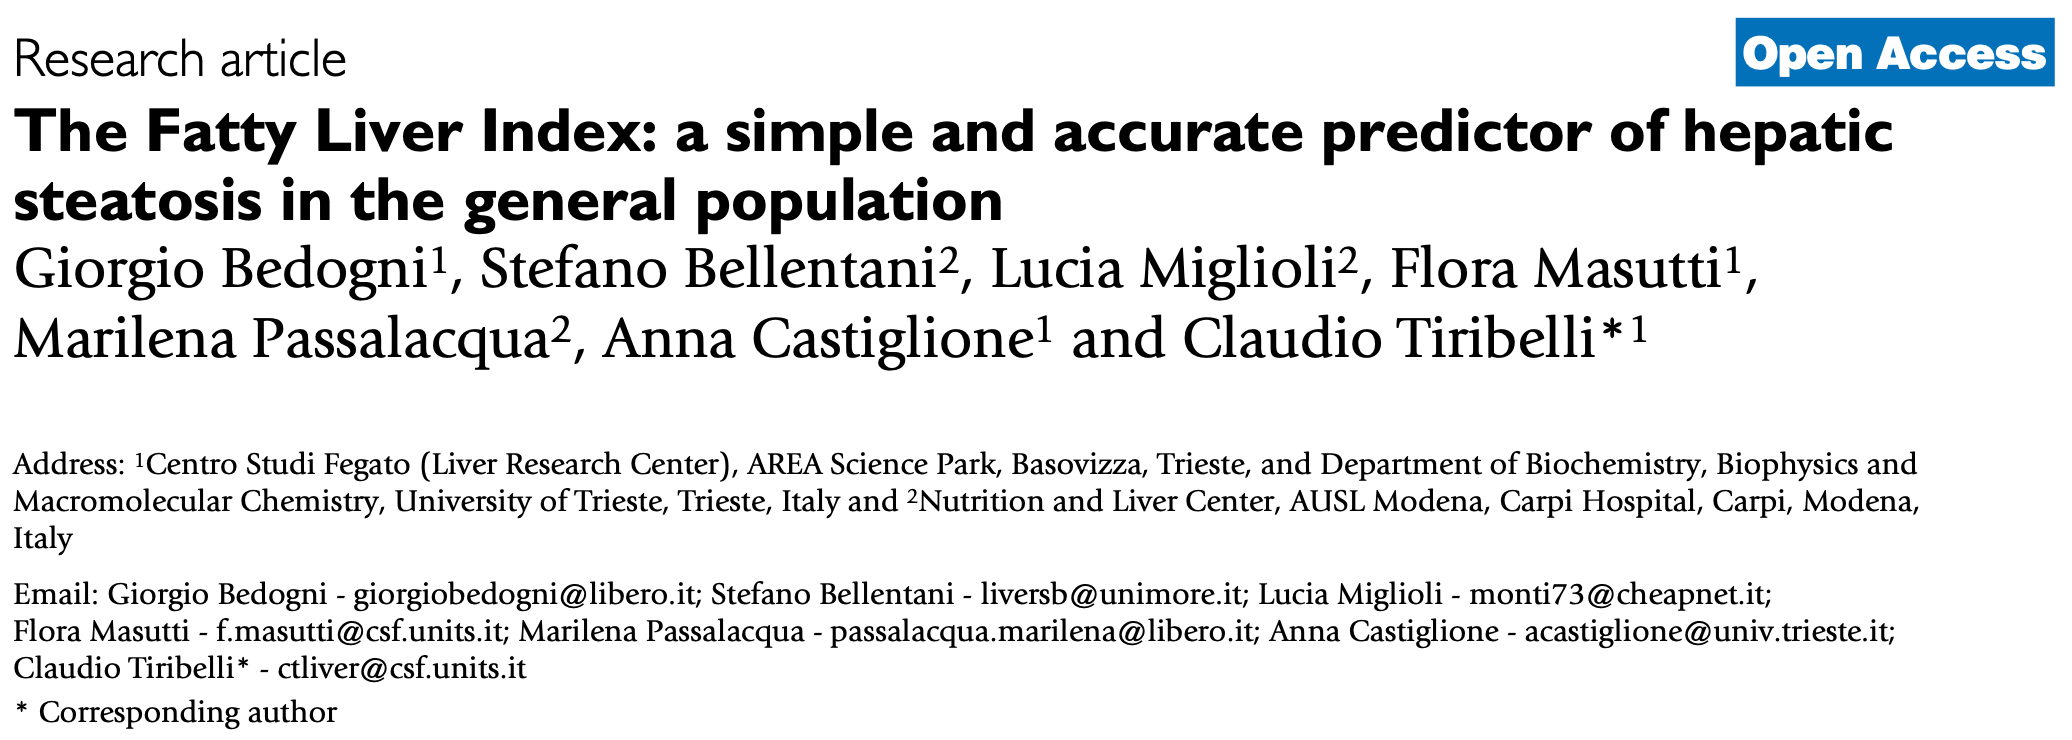 Research article
Open Access
The Fatty Liver Index: a simple and accurate predictor of hepatic
steatosis in the general population
Giorgio Bedogni1, Stefano Bellentani2, Lucia Miglioli2, Flora Masutti1,
Marilena Passalacqua2, Anna Castiglione1 and Claudio Tiribelli*1
Address: 1Centro Studi Fegato (Liver Research Center), AREA Science Park, Basovizza, Trieste, and Department of Biochemistry, Biophysics and
Macromolecular Chemistry, University of Trieste, Trieste, Italy and 2Nutrition and Liver Center, AUSL Modena, Carpi Hospital, Carpi, Modena,
Italy
Email: Giorgio Bedogni - giorgiobedogni@libero.it; Stefano Bellentani - liversb@unimore.it; Lucia Miglioli - monti73@cheapnet.it;
Flora Masutti - f.masutti@csf.units.it; Marilena Passalacqua - passalacqua.marilena@libero.it; Anna Castiglione - acastiglione@univ.trieste.it;
Claudio Tiribelli* - ctliver@csf.units.it
* Corresponding author